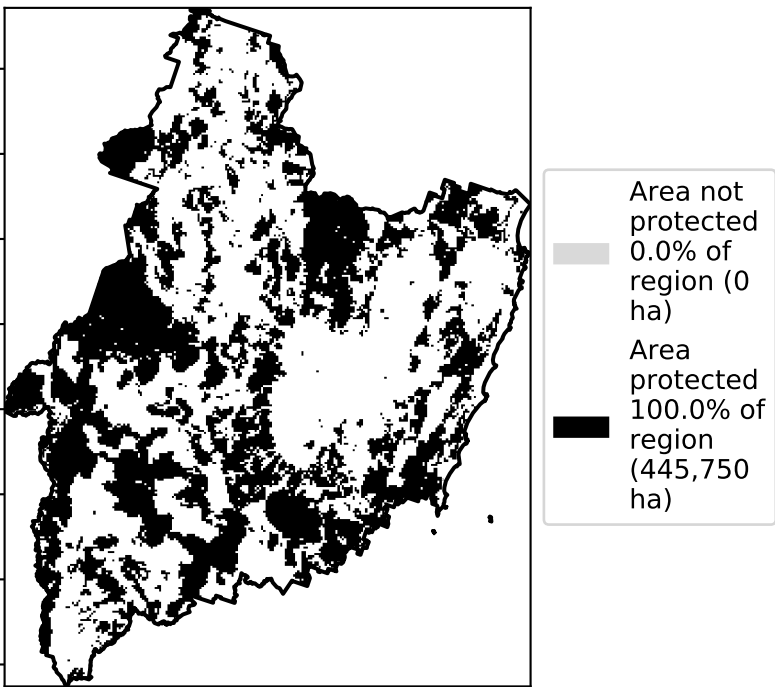 Area not
protected
0.0% of
region (0
ha)
Area
protected
100.0% of
region
(445,750
ha)